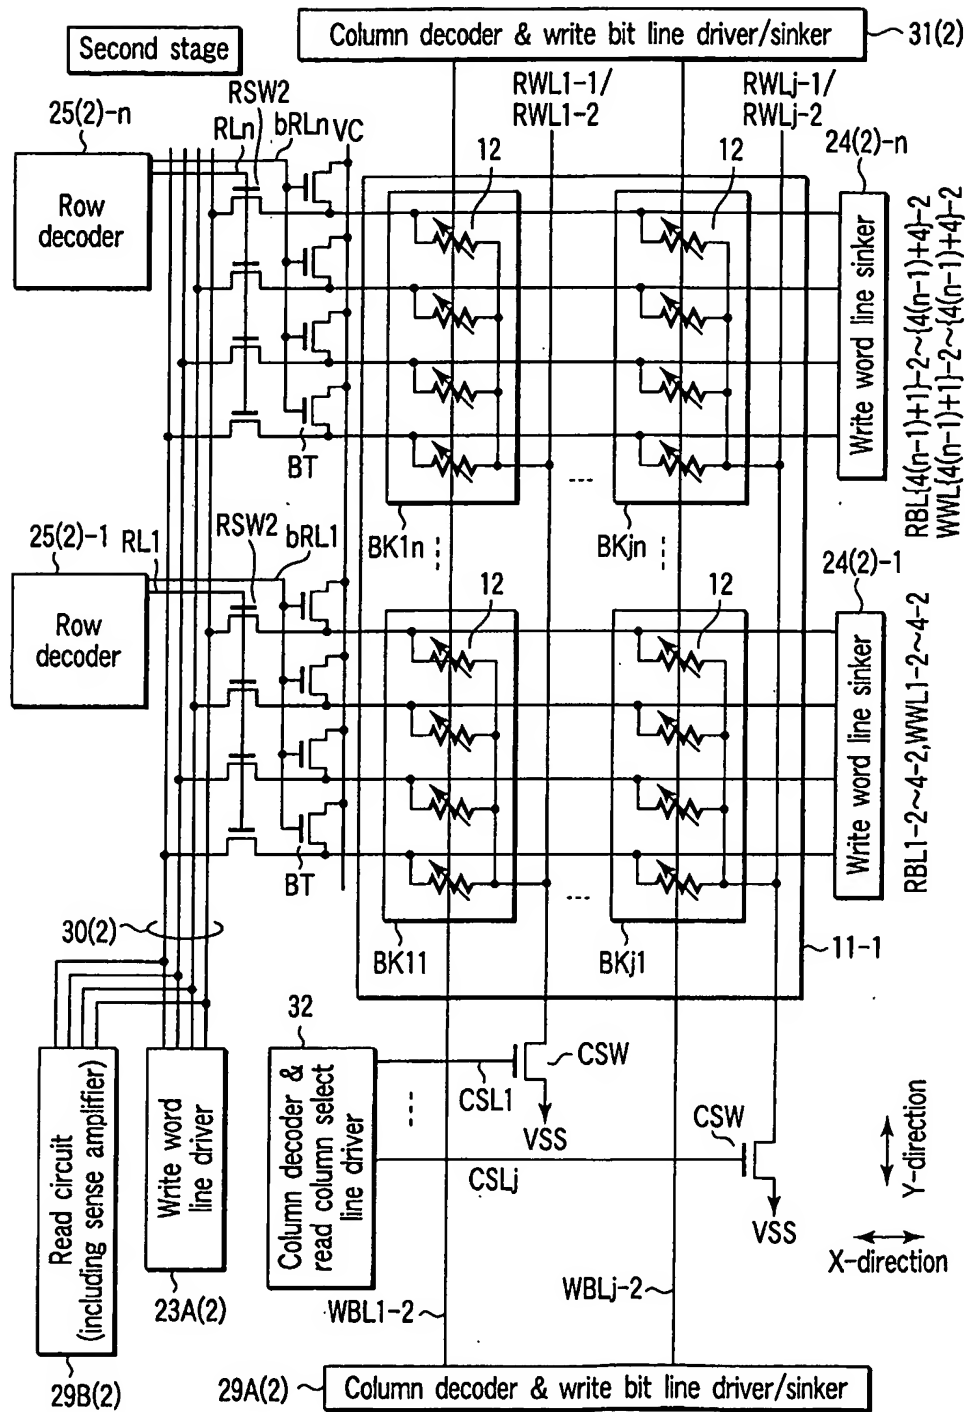 Column decoder & write bit line driver/sinker
31(2)
Second stage
RWL1-1/
RWL1-2
RWLj-1/
RWLj-2
25(2)-n
RSW2
RLn
bRLn
VC
12
12
24(2)-n
Row
decoder
Write word line sinker
RBL{4(n-1)+1}-2~{4(n-1)+4}-2
WWL{4(n-1)+1}-2~{4(n-1)+4}-2
BT
BK1n
BKjn
25(2)-1
RL1
RSW2
bRL1
12
12
24(2)-1
Row
decoder
Write word line sinker
RBL1-2~4-2,WWL1-2~4-2
BT
30(2)
BK11
BKj1
11-1
32
Column decoder &
read column select
line driver
CSL1
CSW
VSS
CSLj
CSW
VSS
Y-direction
X-direction
Read circuit
(including sense amplifier)
Write word
line driver
23A(2)
29B(2)
WBL1-2
WBLj-2
29A(2)
Column decoder & write bit line driver/sinker